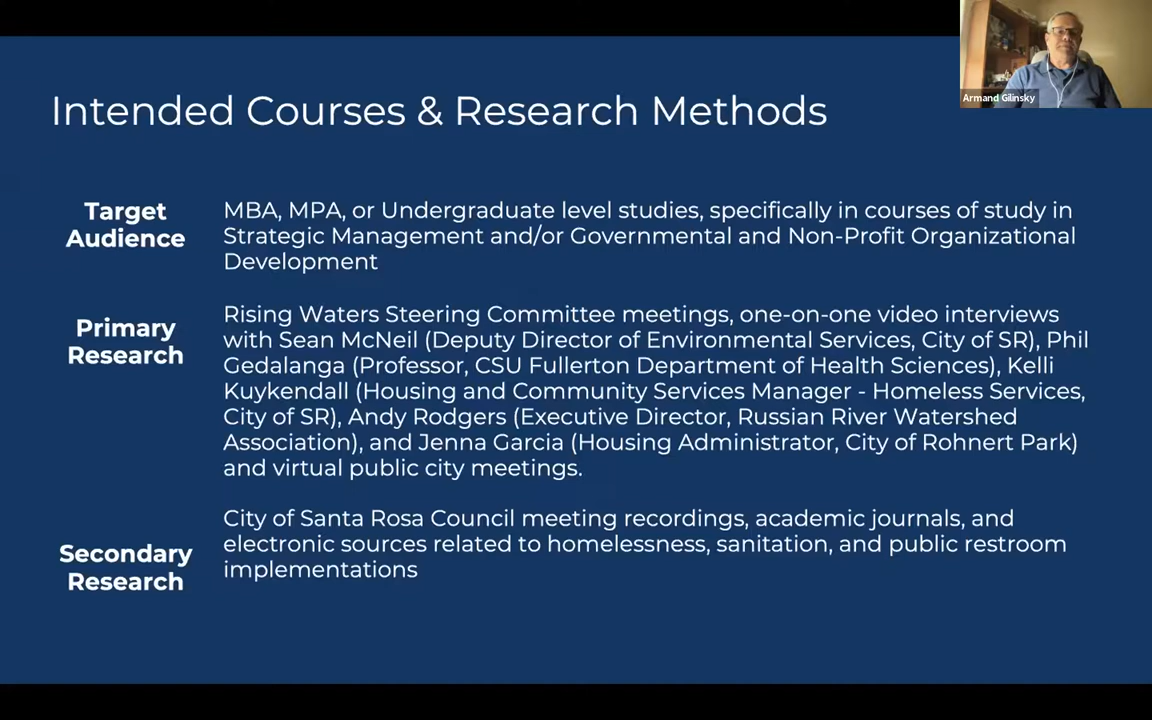 Armand Gilinsky
Intended Courses & Research Methods
Target
Audience
MBA, MPA, or Undergraduate level studies, specifically in courses of study in
Strategic Management and/or Governmental and Non-Profit Organizational
Development
Primary
Research
Rising Waters Steering Committee meetings, one-on-one video interviews
with Sean McNeil (Deputy Director of Environmental Services, City of SR), Phil
Gedalanga (Professor, CSU Fullerton Department of Health Sciences), Kelli
Kuykendall (Housing and Community Services Manager - Homeless Services,
City of SR), Andy Rodgers (Executive Director, Russian River Watershed
Association), and Jenna Garcia (Housing Administrator, City of Rohnert Park)
and virtual public city meetings.
Secondary
Research
City of Santa Rosa Council meeting recordings, academic journals, and
electronic sources related to homelessness, sanitation, and public restroom
implementations